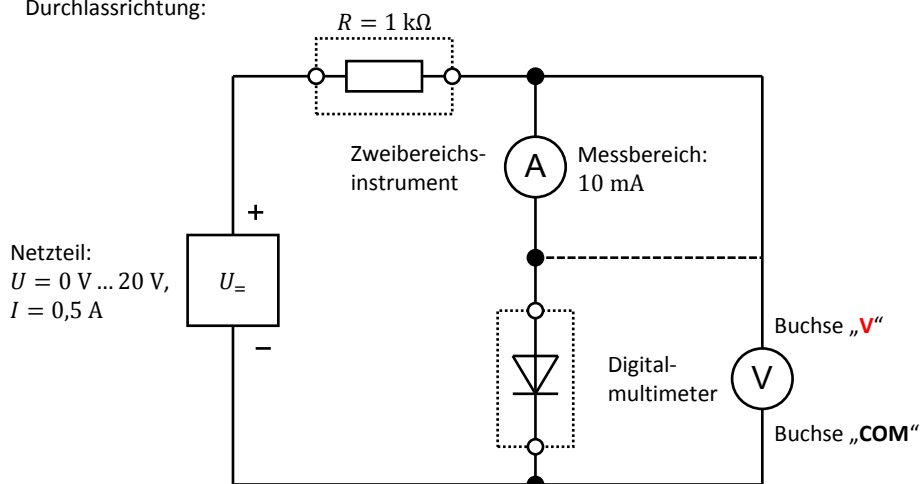 Durchlassrichtung:
R = 1 kΩ
Zweibereichs-
instrument
A
Messbereich:
10 mA
+
Netzteil:
U = 0 V … 20 V,
I = 0,5 A
U=
−
Digital-
multimeter
Buchse „V“
V
Buchse „COM“